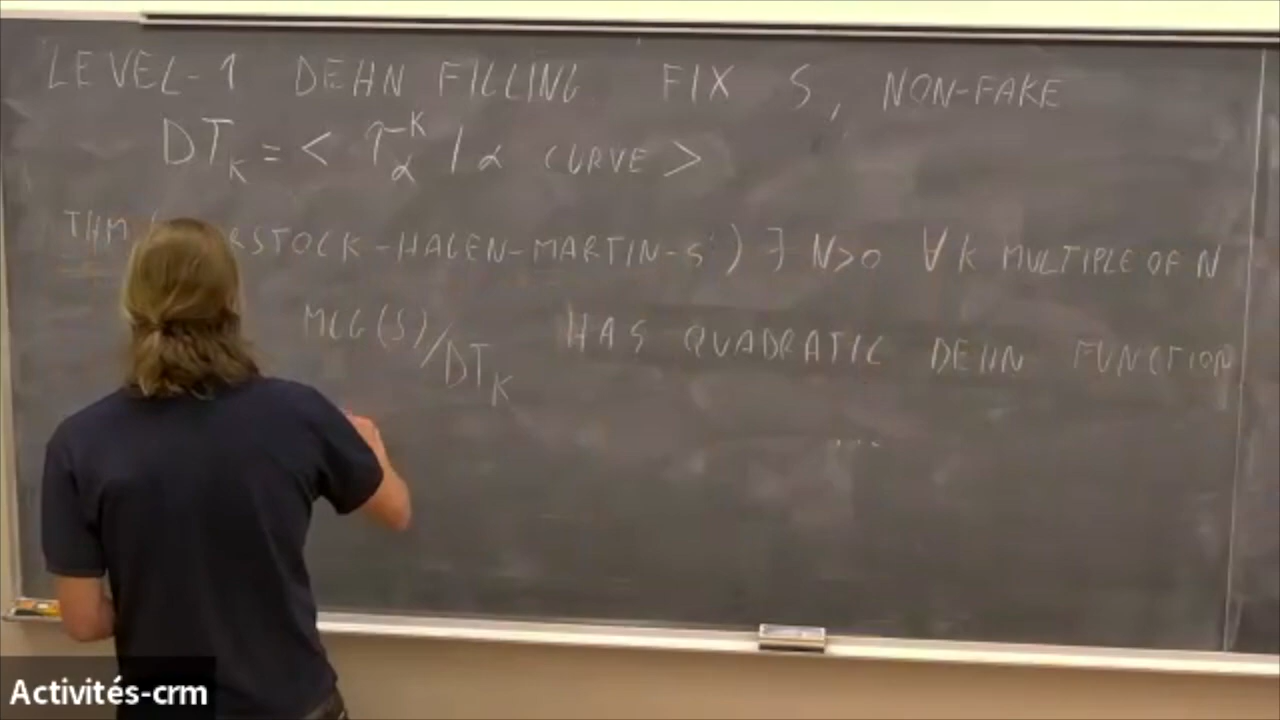 LEVEL-1 DEHN FILLING FIX S, NON-FAKE
DT_K = < τ_α^K | α CURVE >
THM RSTOCK-HAGEN-MARTIN-S') ∃ N>0 ∀ K MULTIPLE OF N
MCG(S)/DT_K HAS QUADRATIC DEHN FUNCTION
...
Activités-crm